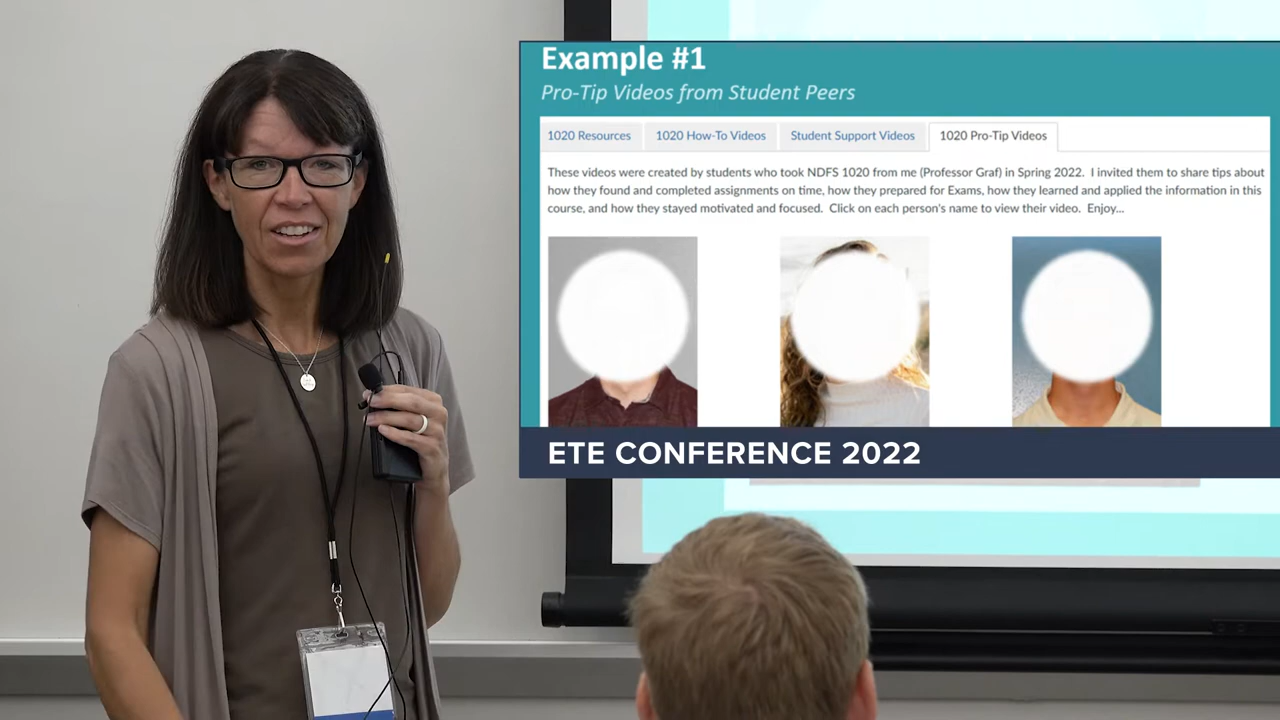 Example #1
Pro-Tip Videos from Student Peers
1020 Resources
1020 How-To Videos
Student Support Videos
1020 Pro-Tip Videos
These videos were created by students who took NDFS 1020 from me (Professor Graf) in Spring 2022. I invited them to share tips about
how they found and completed assignments on time, how they prepared for Exams, how they learned and applied the information in this
course, and how they stayed motivated and focused. Click on each person's name to view their video. Enjoy...
ETE CONFERENCE 2022